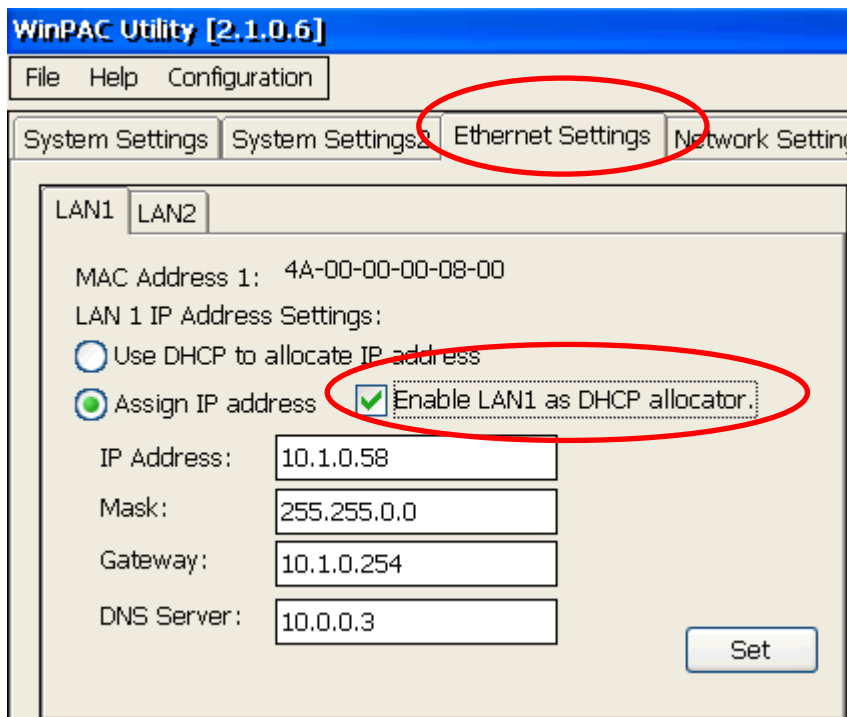 WinPAC Utility [2.1.0.6]
File Help Configuration
System Settings System Settings2 Ethernet Settings Network Setting
LAN1 LAN2
MAC Address 1: 4A-00-00-00-08-00
LAN 1 IP Address Settings:
Use DHCP to allocate IP address
Assign IP address Enable LAN1 as DHCP allocator.
IP Address: 10.1.0.58
Mask: 255.255.0.0
Gateway: 10.1.0.254
DNS Server: 10.0.0.3
Set